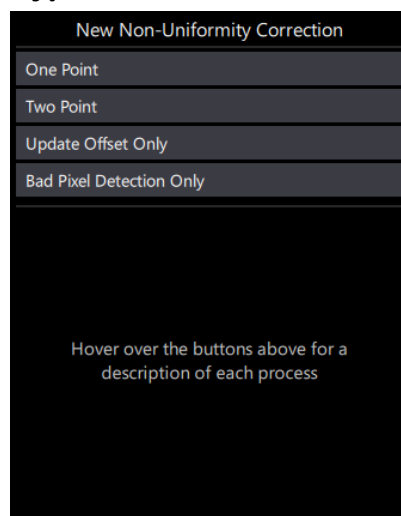 New Non-Uniformity Correction
One Point
Two Point
Update Offset Only
Bad Pixel Detection Only
Hover over the buttons above for a
description of each process